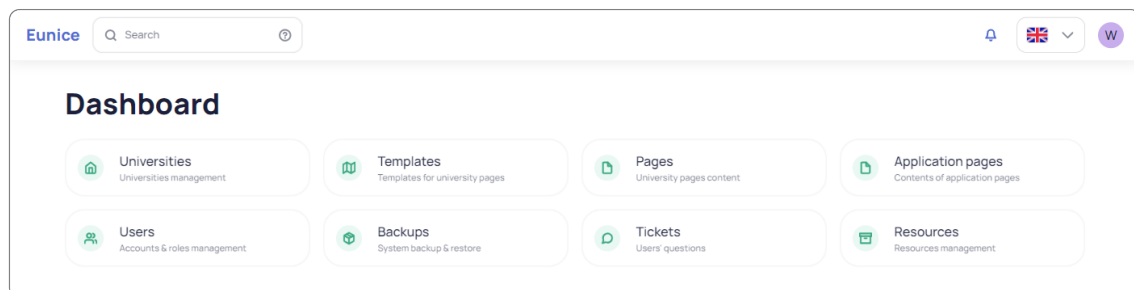 Eunice
Search
W
Dashboard
Universities
Universities management
Templates
Templates for university pages
Pages
University pages content
Application pages
Contents of application pages
Users
Accounts & roles management
Backups
System backup & restore
Tickets
Users' questions
Resources
Resources management